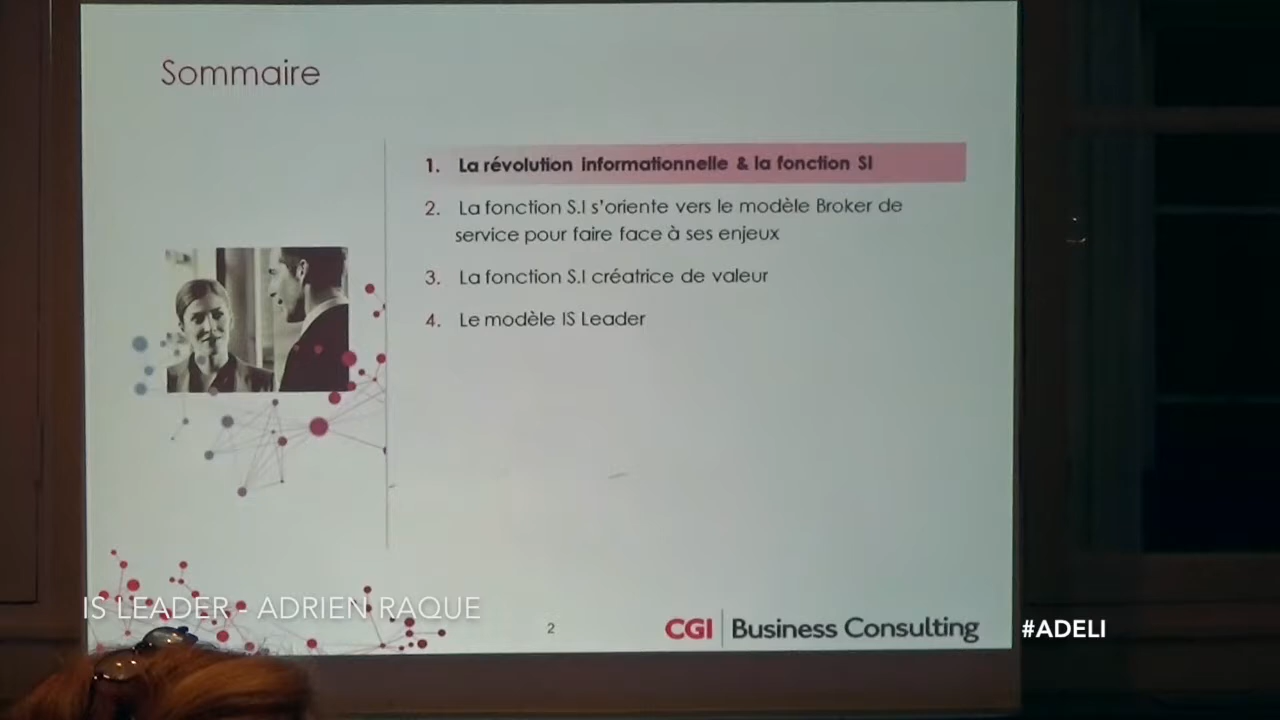 Sommaire
1. La révolution informationnelle & la fonction SI
2. La fonction S.I s'oriente vers le modèle Broker de
service pour faire face à ses enjeux
3. La fonction S.I créatrice de valeur
4. Le modèle IS Leader
IS LEADER - ADRIEN RAQUE
2
CGI Business Consulting
#ADELI